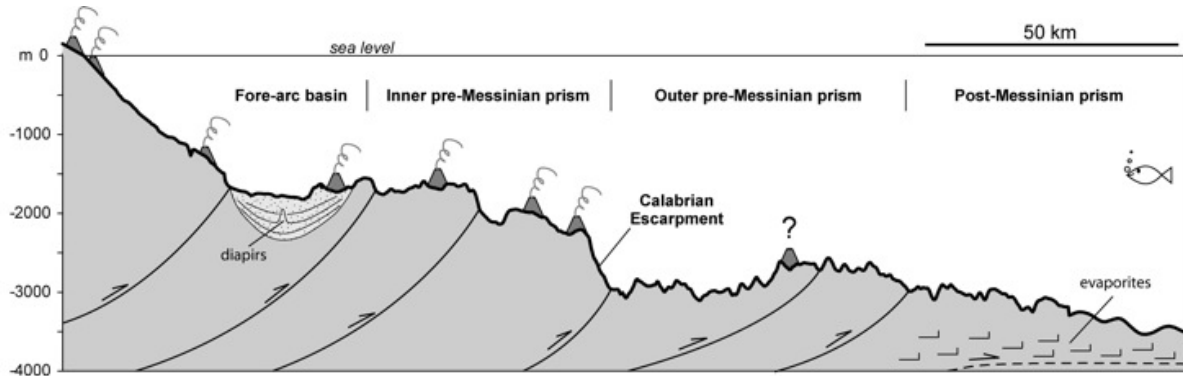 50 km
m 0
sea level
Fore-arc basin
Inner pre-Messinian prism
Outer pre-Messinian prism
Post-Messinian prism
-1000
-2000
Calabrian
Escarpment
diapirs
?
-3000
evaporites
-4000